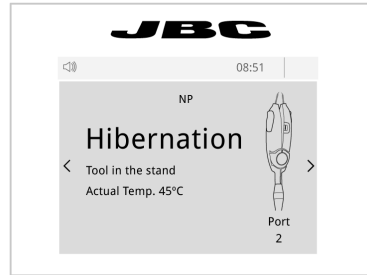 JBC
08:51
NP
Hibernation
Tool in the stand
Actual Temp. 45ºC
Port
2